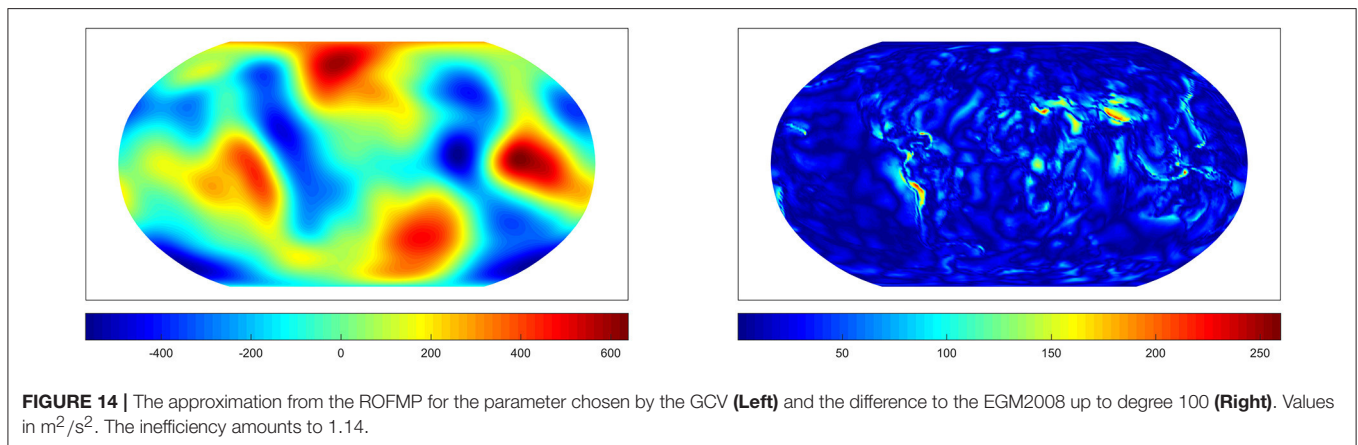 -400 -200 0 200 400 600
50 100 150 200 250
FIGURE 14 | The approximation from the ROFMP for the parameter chosen by the GCV (Left) and the difference to the EGM2008 up to degree 100 (Right). Values
in m²/s². The inefficiency amounts to 1.14.